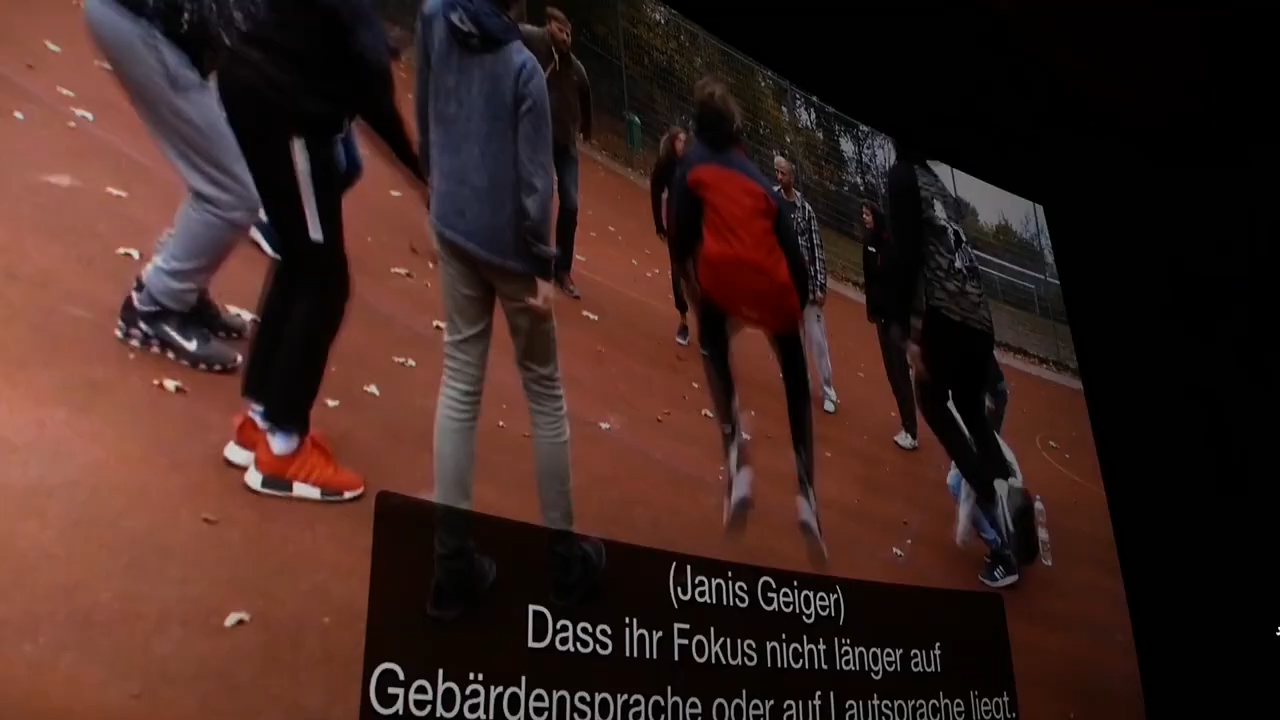 (Janis Geiger)
Dass ihr Fokus nicht länger auf
Gebärdensprache oder auf Lautsprache liegt.